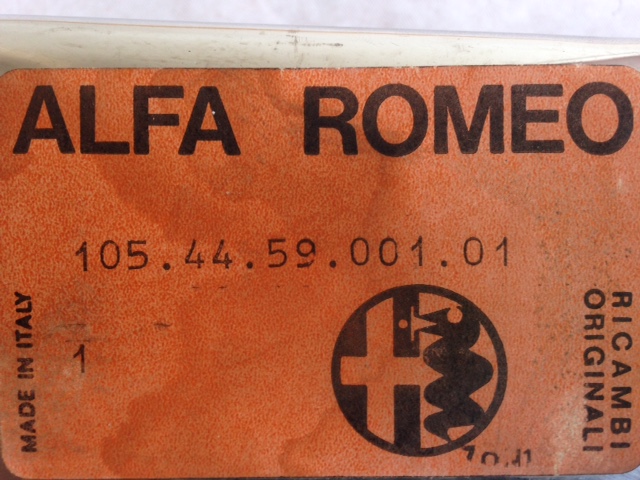 ALFA ROMEO
105.44.59.001.01
MADE IN ITALY
1
RICAMBI
ORIGINALI